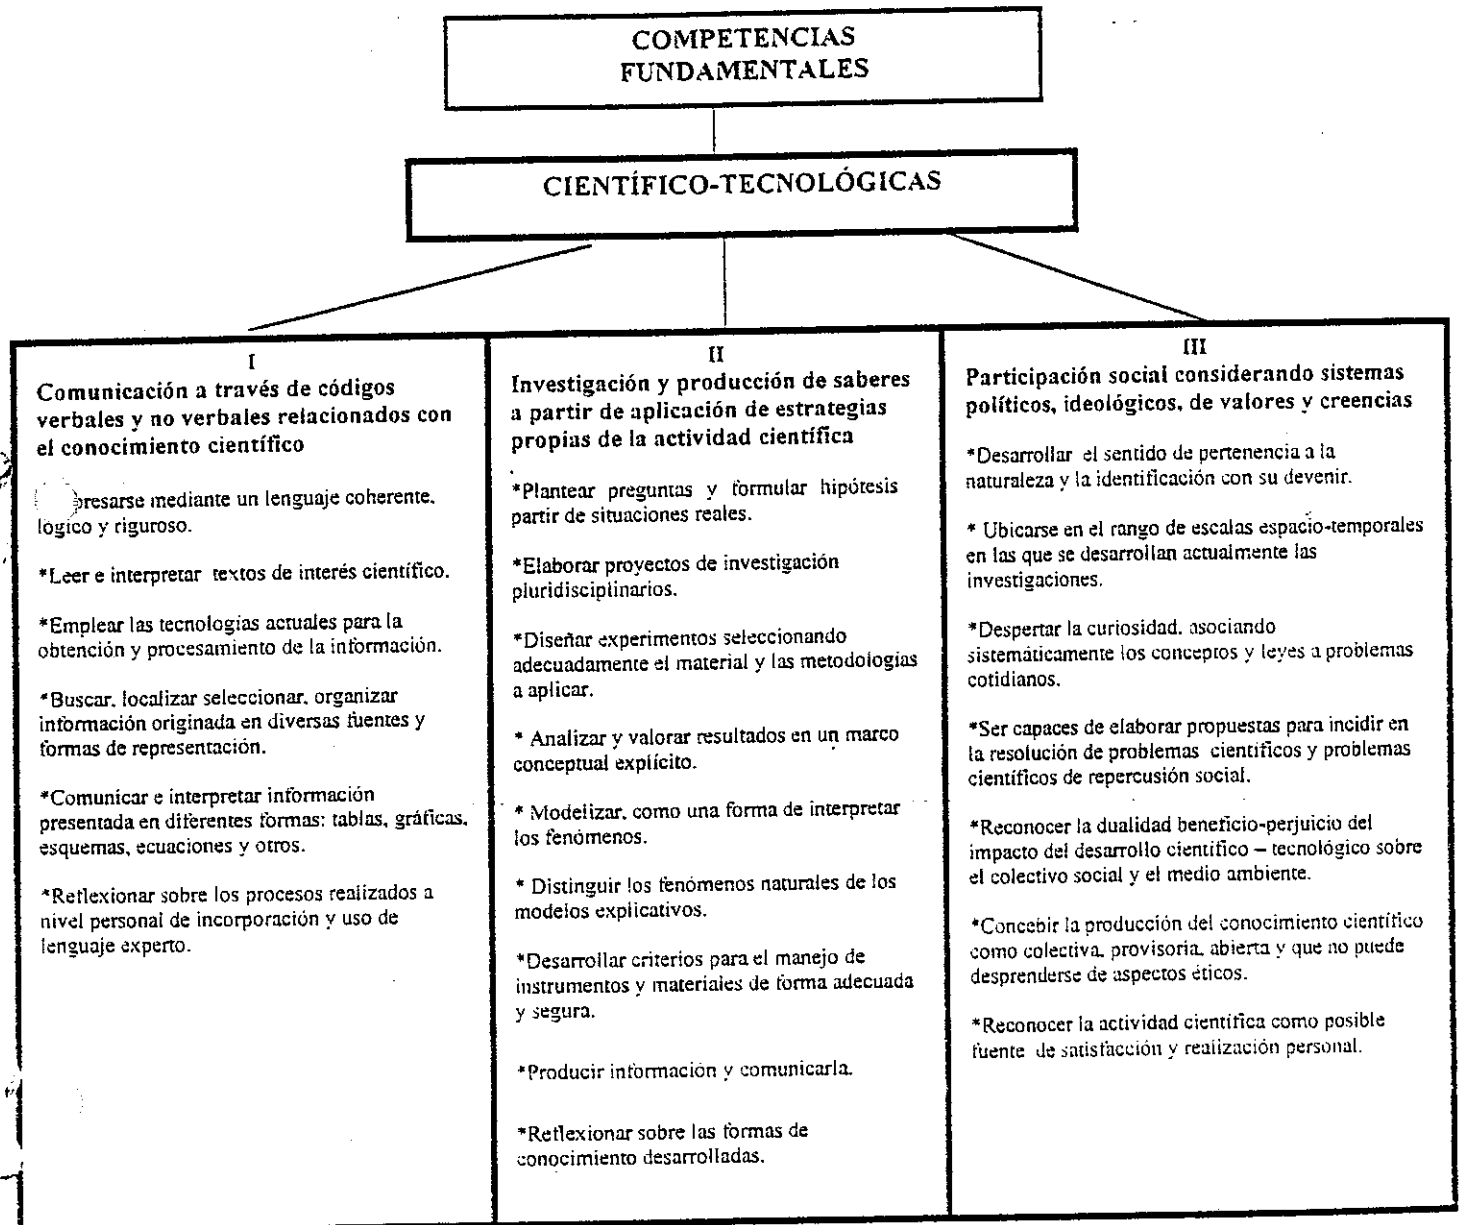 COMPETENCIAS
FUNDAMENTALES
CIENTÍFICO-TECNOLÓGICAS
I
Comunicación a través de códigos
verbales y no verbales relacionados con
el conocimiento científico
presarse mediante un lenguaje coherente.
lógico y riguroso.
*Leer e interpretar textos de interés científico.
*Emplear las tecnologías actuales para la
obtención y procesamiento de la información.
*Buscar, localizar seleccionar, organizar
información originada en diversas fuentes y
formas de representación.
*Comunicar e interpretar información
presentada en diferentes formas: tablas, gráficas,
esquemas, ecuaciones y otros.
*Reflexionar sobre los procesos realizados a
nivel personal de incorporación y uso de
lenguaje experto.
II
Investigación y producción de saberes
a partir de aplicación de estrategias
propias de la actividad científica
*Plantear preguntas y formular hipótesis
partir de situaciones reales.
*Elaborar proyectos de investigación
pluridisciplinarios.
*Diseñar experimentos seleccionando
adecuadamente el material y las metodologías
a aplicar.
* Analizar y valorar resultados en un marco
conceptual explícito.
* Modelizar, como una forma de interpretar
los fenómenos.
* Distinguir los fenómenos naturales de los
modelos explicativos.
*Desarrollar criterios para el manejo de
instrumentos y materiales de forma adecuada
y segura.
*Producir información y comunicarla.
*Reflexionar sobre las formas de
conocimiento desarrolladas.
III
Participación social considerando sistemas
políticos, ideológicos, de valores y creencias
*Desarrollar el sentido de pertenencia a la
naturaleza y la identificación con su devenir.
* Ubicarse en el rango de escalas espacio-temporales
en las que se desarrollan actualmente las
investigaciones.
*Despertar la curiosidad, asociando
sistemáticamente los conceptos y leyes a problemas
cotidianos.
*Ser capaces de elaborar propuestas para incidir en
la resolución de problemas científicos y problemas
científicos de repercusión social.
*Reconocer la dualidad beneficio-perjuicio del
impacto del desarrollo científico – tecnológico sobre
el colectivo social y el medio ambiente.
*Concebir la producción del conocimiento científico
como colectiva, provisoria, abierta y que no puede
desprenderse de aspectos éticos.
*Reconocer la actividad científica como posible
fuente de satisfacción y realización personal.